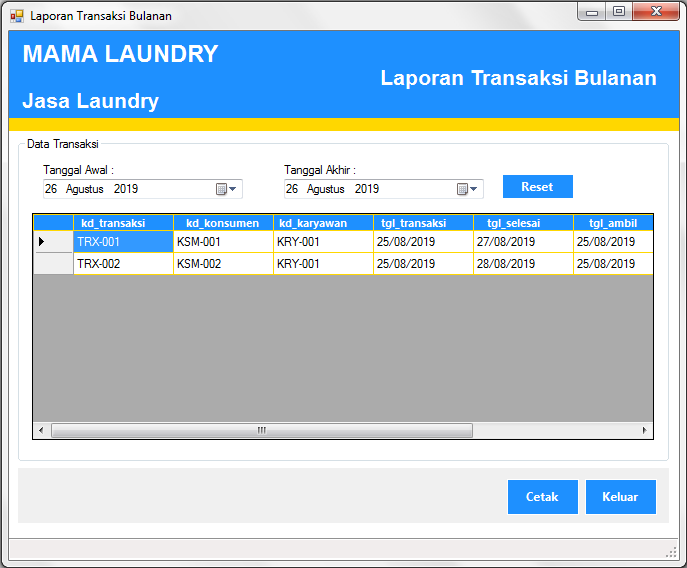 Laporan Transaksi Bulanan
MAMA LAUNDRY
Laporan Transaksi Bulanan
Jasa Laundry
Data Transaksi
Tanggal Awal : Tanggal Akhir :
26 Agustus 2019 26 Agustus 2019 Reset
kd_transaksi kd_konsumen kd_karyawan tgl_transaksi tgl_selesai tgl_ambil
TRX-001 KSM-001 KRY-001 25/08/2019 27/08/2019 25/08/2019
TRX-002 KSM-002 KRY-001 25/08/2019 28/08/2019 25/08/2019
Cetak Keluar